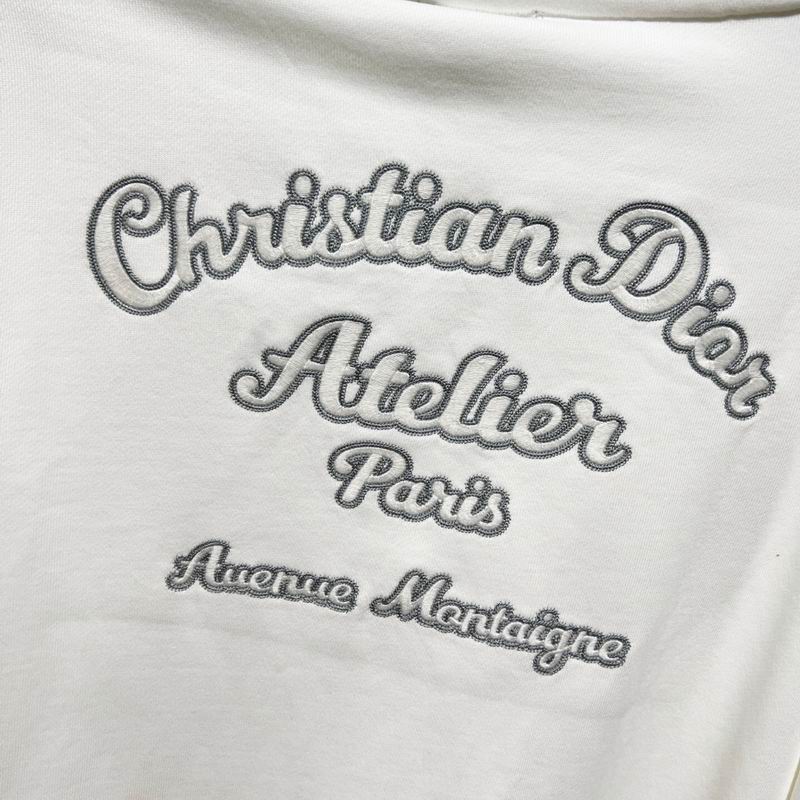 Christian Dior
Atelier
Paris
Avenue Montaigne